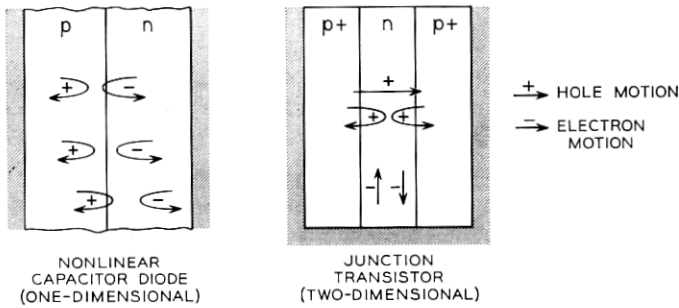 p n
p+ n p+
+ -
+
+ +
+ -
- -
+ -
+ HOLE MOTION
- ELECTRON
MOTION
NONLINEAR
CAPACITOR DIODE
(ONE-DIMENSIONAL)
JUNCTION
TRANSISTOR
(TWO-DIMENSIONAL)